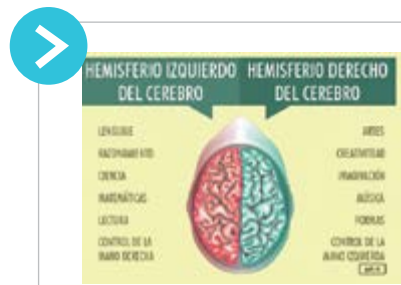 HEMISFERIO IZQUIERDO
DEL CEREBRO
LENGUAJE
RAZONAMIENTO
CIENCIA
MATEMÁTICAS
LECTURA
CONTROL DE LA
MANO DERECHA
HEMISFERIO DERECHO
DEL CEREBRO
ARTES
CREATIVIDAD
IMAGINACIÓN
MÚSICA
FORMAS
CONTROL DE LA
MANO IZQUIERDA